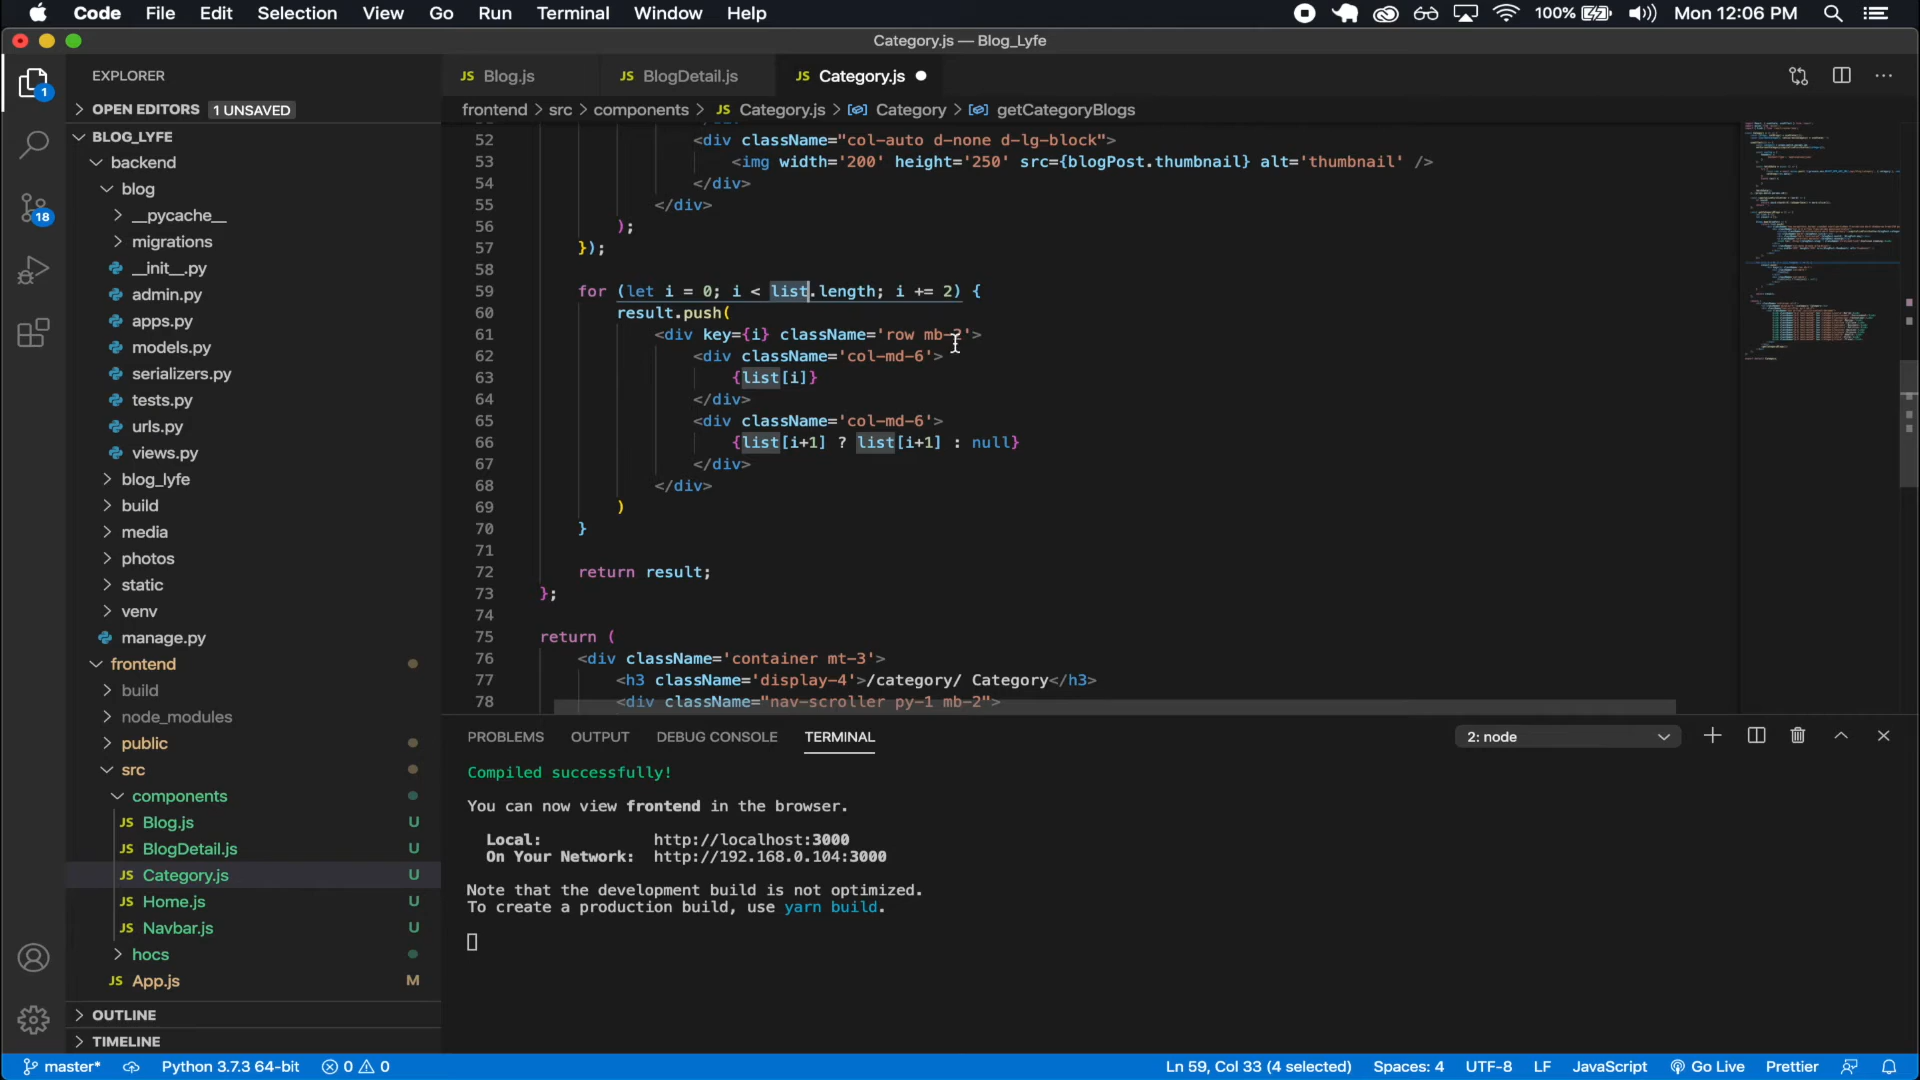 Code File Edit Selection View Go Run Terminal Window Help 100% Mon 12:06 PM
Category.js — Blog_Lyfe
EXPLORER
JS Blog.js JS BlogDetail.js JS Category.js
1
OPEN EDITORS 1 UNSAVED
frontend > src > components > JS Category.js > Category > getCategoryBlogs
BLOG_LYFE
backend
blog
__pycache__
18
migrations
__init__.py
admin.py
apps.py
models.py
serializers.py
tests.py
urls.py
views.py
blog_lyfe
build
media
photos
static
venv
manage.py
frontend
build
node_modules
public
src
components
JS Blog.js U
JS BlogDetail.js U
JS Category.js U
JS Home.js U
JS Navbar.js U
hocs
JS App.js M
OUTLINE
TIMELINE
52 <div className="col-auto d-none d-lg-block">
53 <img width='200' height='250' src={blogPost.thumbnail} alt='thumbnail' />
54 </div>
55 </div>
56 );
57 });
58
59 for (let i = 0; i < list.length; i += 2) {
60 result.push(
61 <div key={i} className='row mb-2'>
62 <div className='col-md-6'>
63 {list[i]}
64 </div>
65 <div className='col-md-6'>
66 {list[i+1] ? list[i+1] : null}
67 </div>
68 </div>
69 )
70 }
71
72 return result;
73 };
74
75 return (
76 <div className='container mt-3'>
77 <h3 className='display-4'>/category/ Category</h3>
78 <div className="nav-scroller py-1 mb-2">
PROBLEMS OUTPUT DEBUG CONSOLE TERMINAL 2: node
Compiled successfully!
You can now view frontend in the browser.
Local: http://localhost:3000
On Your Network: http://192.168.0.104:3000
Note that the development build is not optimized.
To create a production build, use yarn build.
master* Python 3.7.3 64-bit 0 0 Ln 59, Col 33 (4 selected) Spaces: 4 UTF-8 LF JavaScript Go Live Prettier